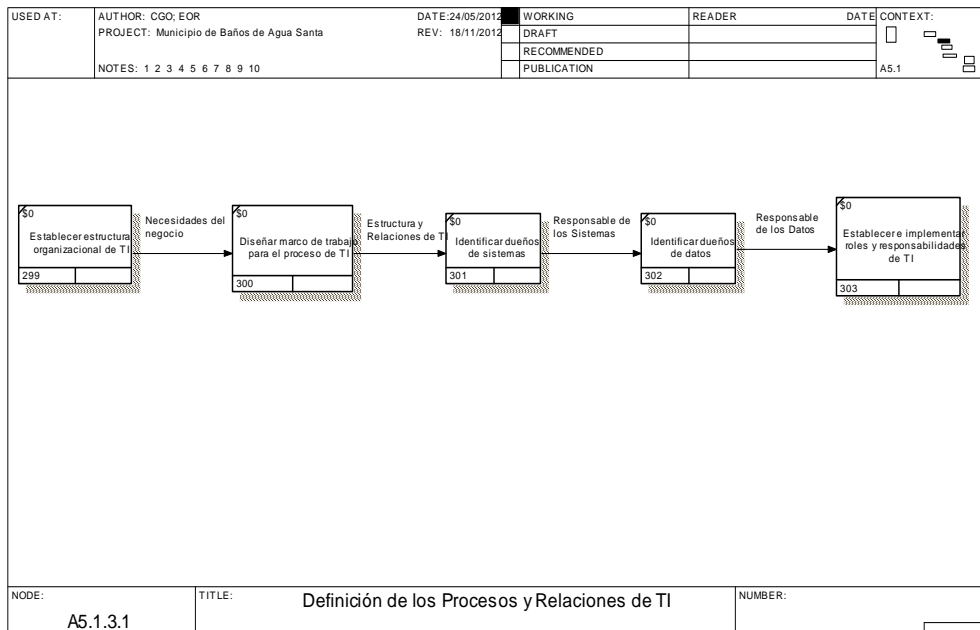 USED AT:
AUTHOR: CGO; EOR
DATE:24/05/2012
WORKING
READER
DATE
CONTEXT:
PROJECT: Municipio de Baños de Agua Santa
REV: 18/11/2012
DRAFT
RECOMMENDED
NOTES: 1 2 3 4 5 6 7 8 9 10
PUBLICATION
A5.1
$0
Establecer estructura
organizacional de TI
299
Necesidades del
negocio
$0
Diseñar marco de trabajo
para el proceso de TI
300
Estructura y
Relaciones de TI
$0
Identificar dueños
de sistemas
301
Responsable de
los Sistemas
$0
Identificar dueños
de datos
302
Responsable
de los Datos
$0
Establecer e implementar
roles y responsabilidades
de TI
303
NODE:
A5.1.3.1
TITLE:
Definición de los Procesos y Relaciones de TI
NUMBER: